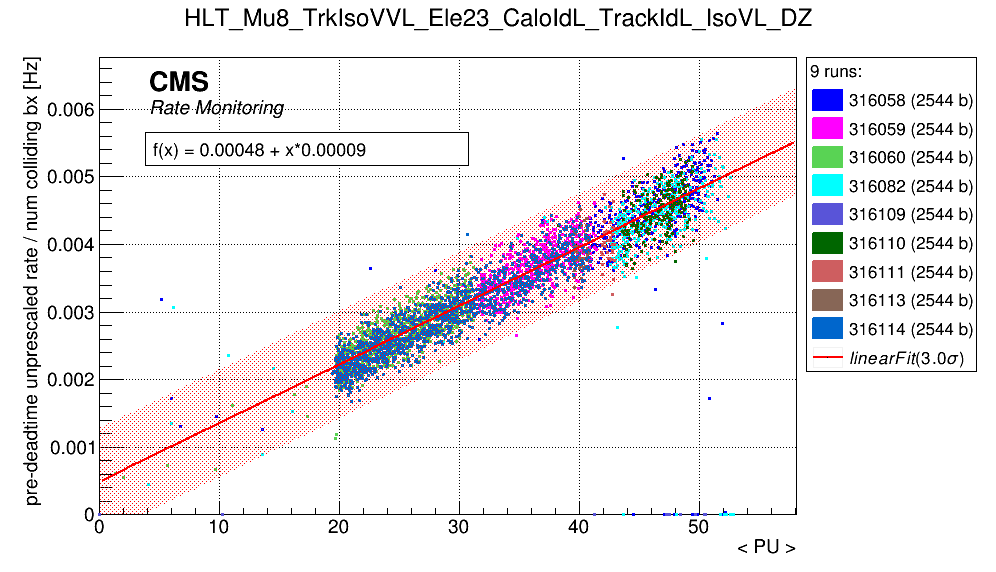 HLT_Mu8_TrkIsoVVL_Ele23_CaloIdL_TrackIdL_IsoVL_DZ
pre-deadtime unprescaled rate / num colliding bx [Hz]
CMS
Rate Monitoring
f(x) = 0.00048 + x*0.00009
0.006
0.005
0.004
0.003
0.002
0.001
0
0 10 20 30 40 50
< PU >
9 runs:
316058 (2544 b)
316059 (2544 b)
316060 (2544 b)
316082 (2544 b)
316109 (2544 b)
316110 (2544 b)
316111 (2544 b)
316113 (2544 b)
316114 (2544 b)
linearFit(3.0σ)